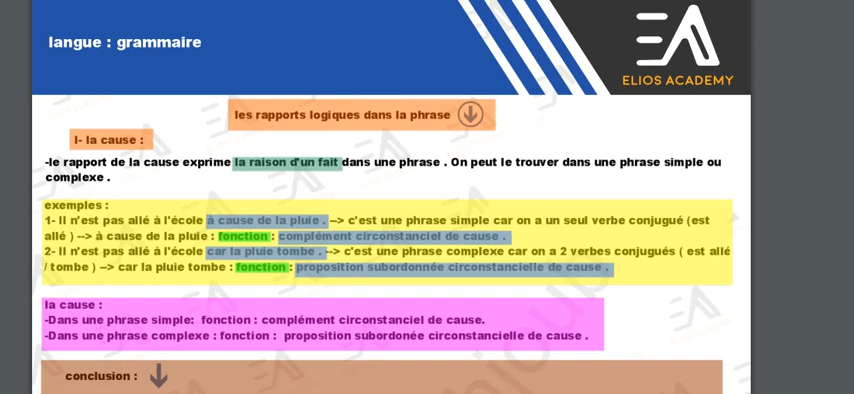 langue : grammaire
EA
ELIOS ACADEMY
les rapports logiques dans la phrase
I- la cause :
-le rapport de la cause exprime la raison d'un fait dans une phrase . On peut le trouver dans une phrase simple ou
complexe .
exemples :
1- Il n'est pas allé à l'école à cause de la pluie . --> c'est une phrase simple car on a un seul verbe conjugué (est
allé ) --> à cause de la pluie : fonction : complément circonstanciel de cause .
2- Il n'est pas allé à l'école car la pluie tombe . --> c'est une phrase complexe car on a 2 verbes conjugués ( est allé
/ tombe ) --> car la pluie tombe : fonction : proposition subordonnée circonstancielle de cause .
la cause :
-Dans une phrase simple: fonction : complément circonstanciel de cause.
-Dans une phrase complexe : fonction : proposition subordonnée circonstancielle de cause .
conclusion :